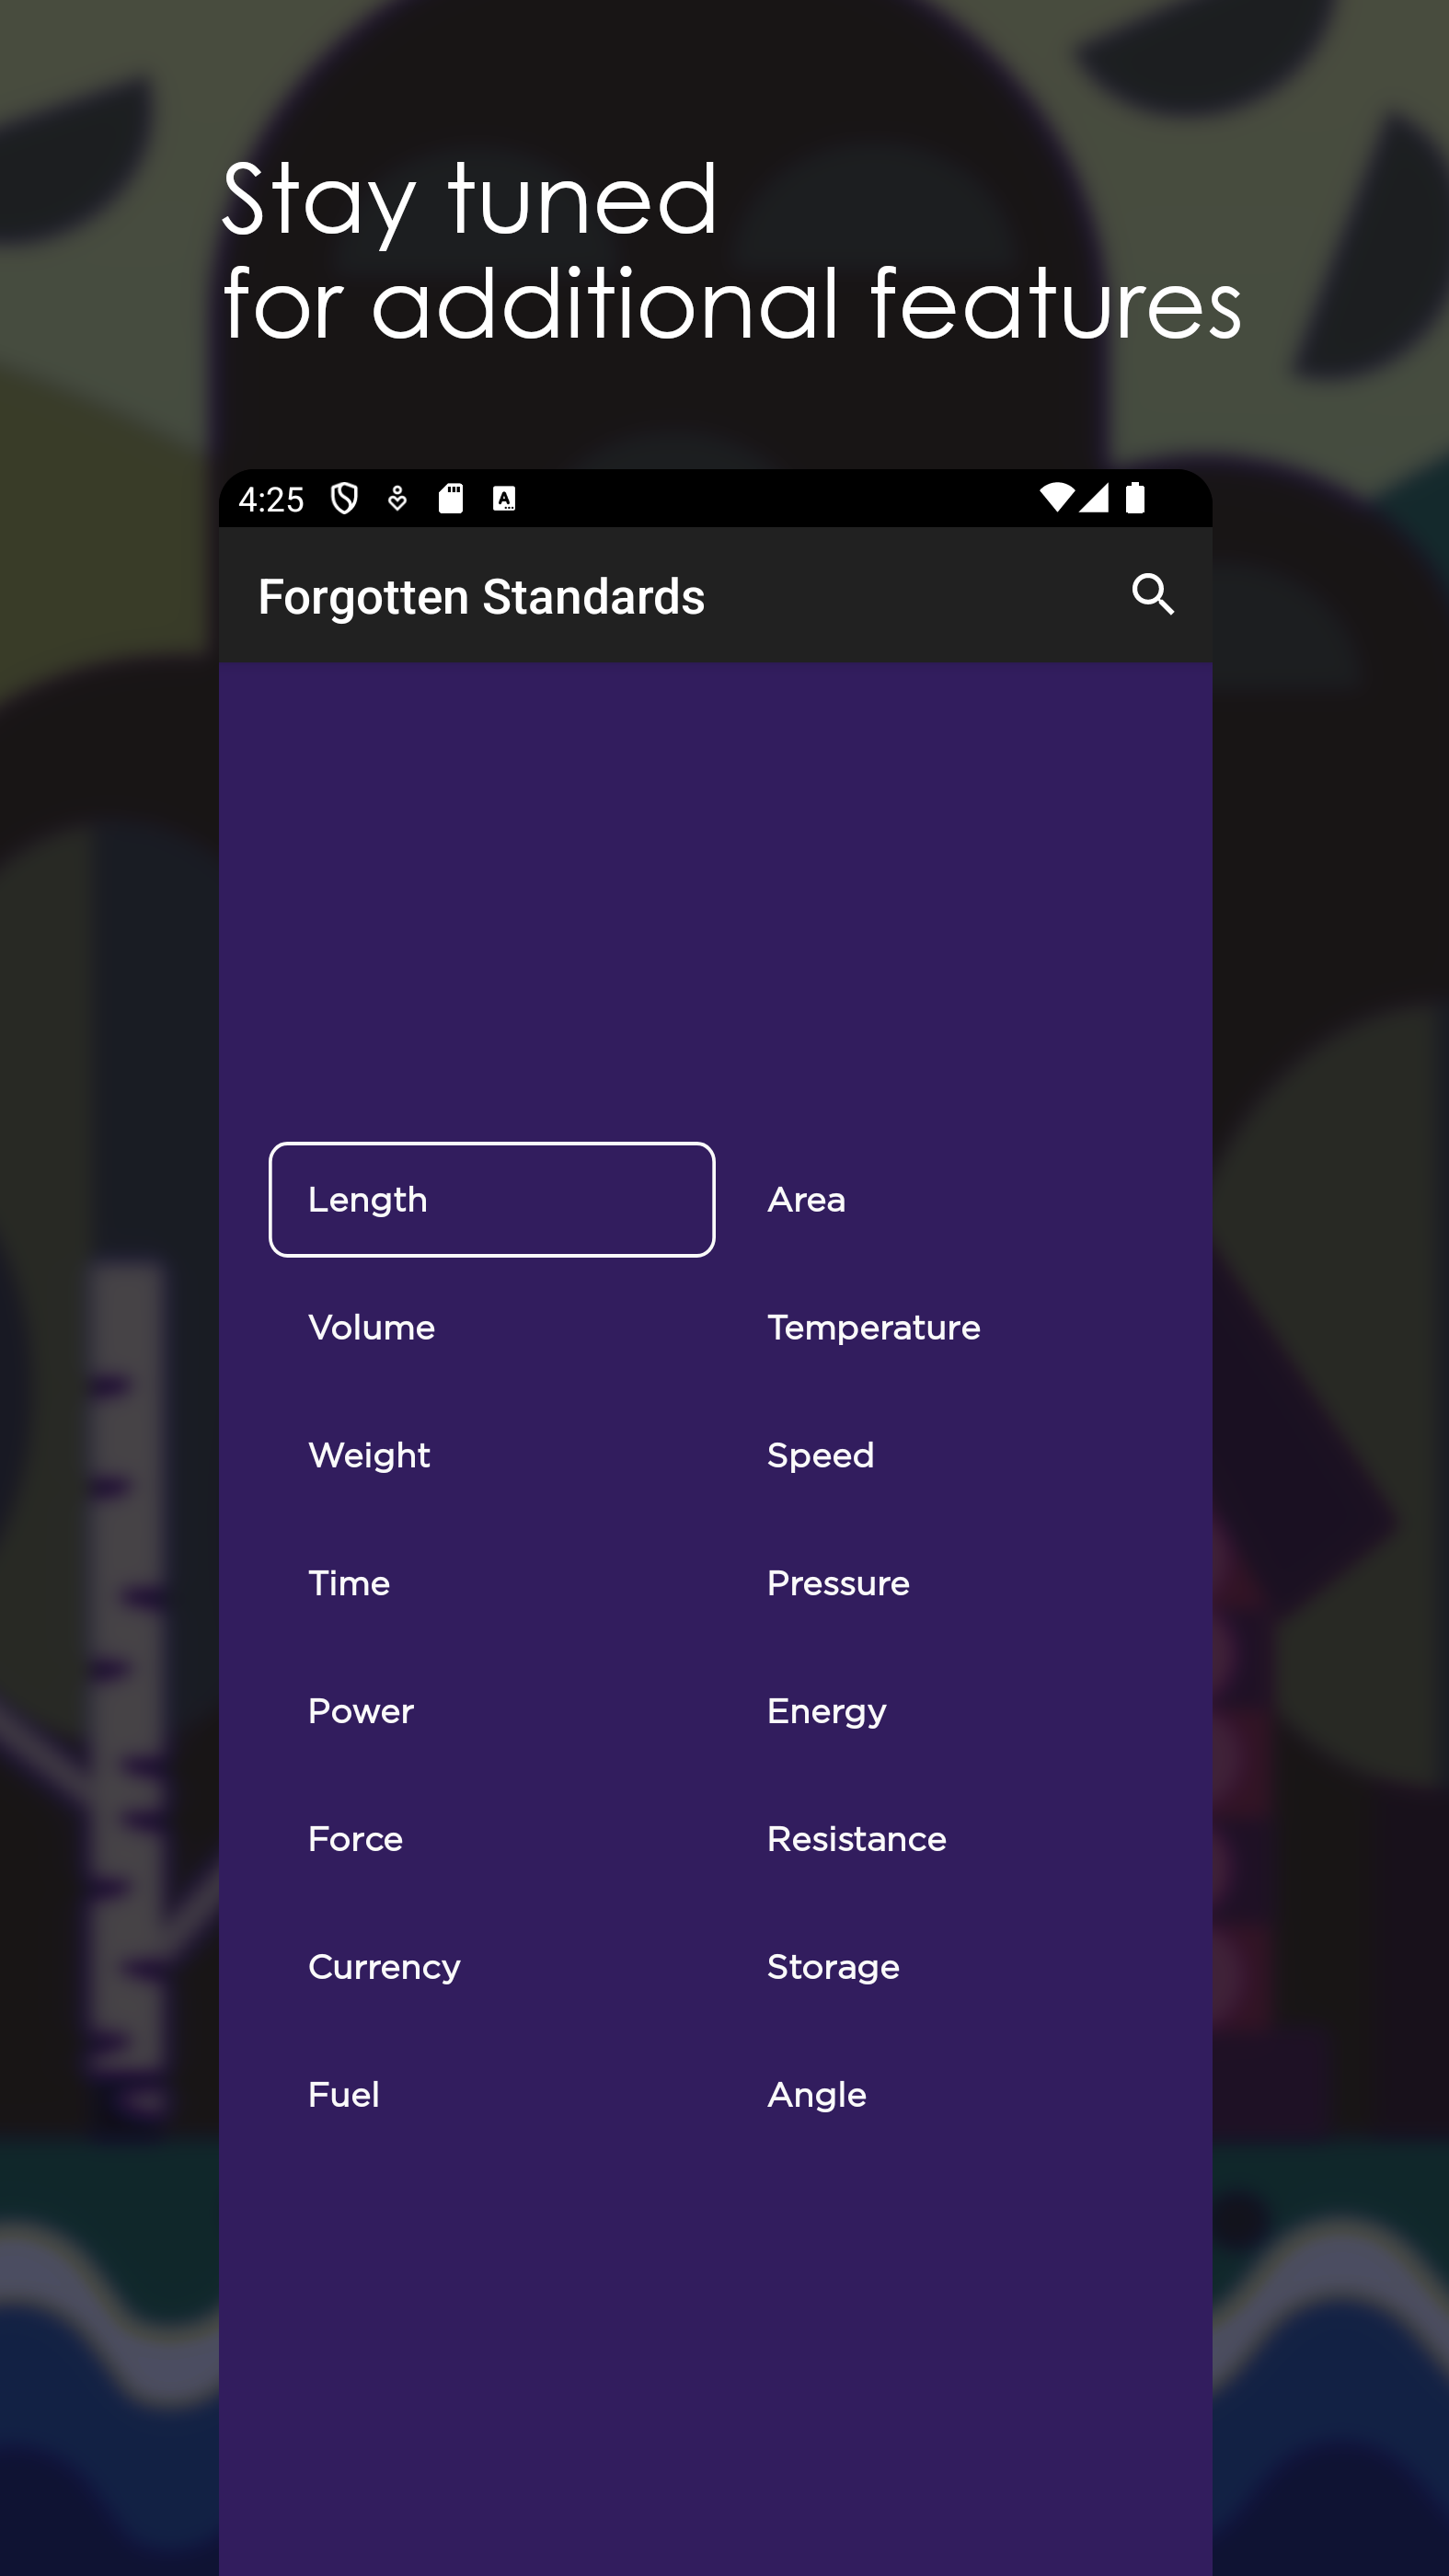 Stay tuned
for additional features
4:25
Forgotten Standards
Length
Area
Volume
Temperature
Weight
Speed
Time
Pressure
Power
Energy
Force
Resistance
Currency
Storage
Fuel
Angle